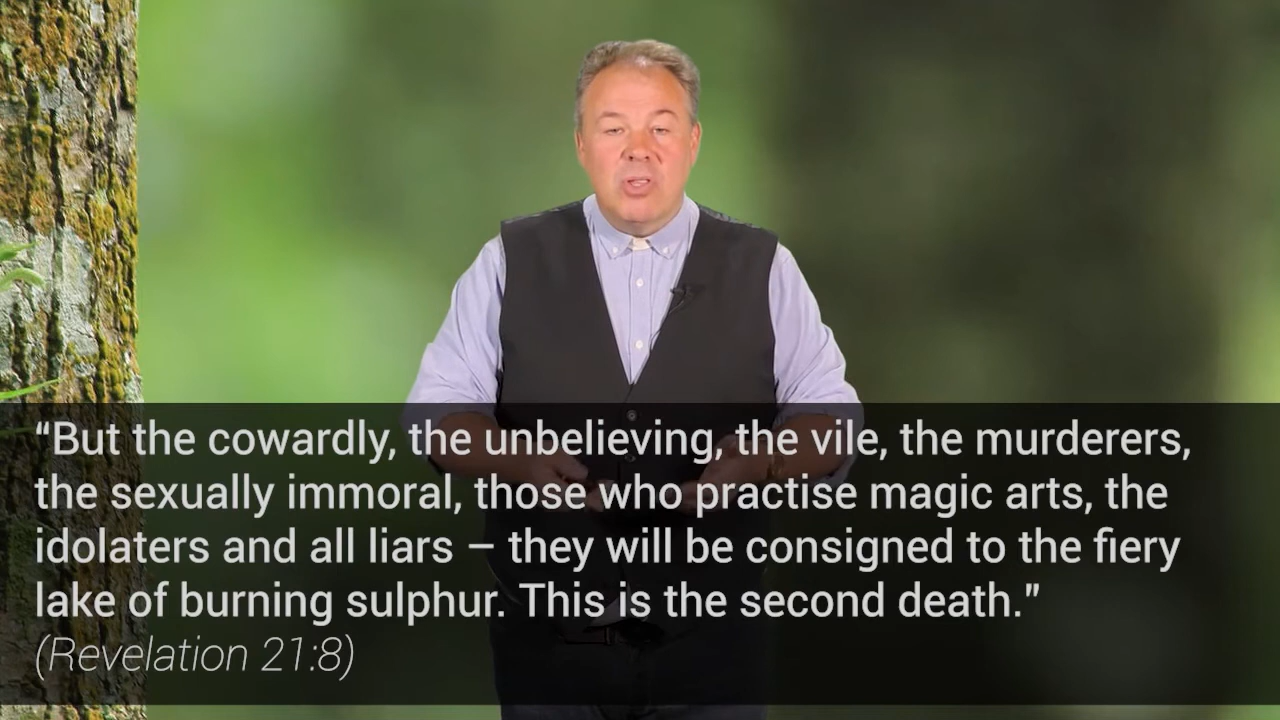 “But the cowardly, the unbelieving, the vile, the murderers,
the sexually immoral, those who practise magic arts, the
idolaters and all liars – they will be consigned to the fiery
lake of burning sulphur. This is the second death.”
(Revelation 21:8)